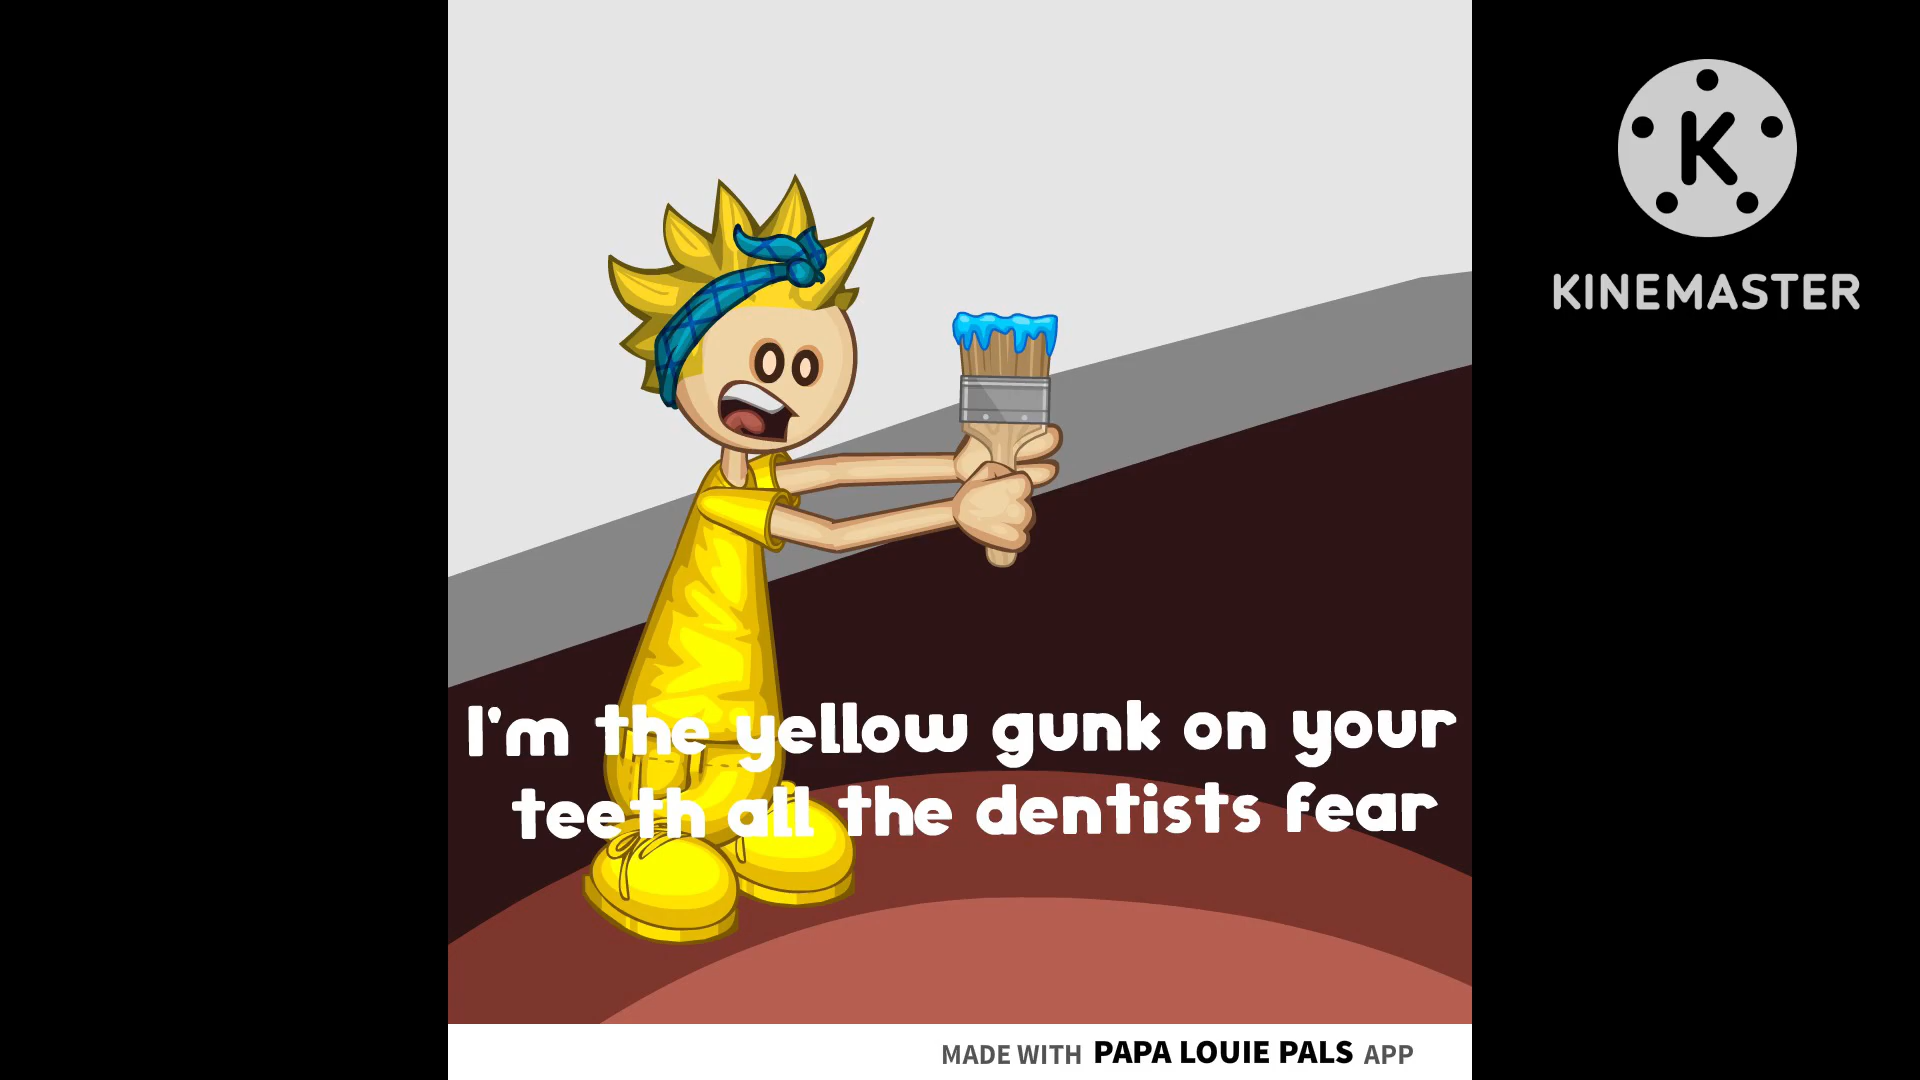 K
KINEMASTER
I'm the yellow gunk on your
teeth all the dentists fear
MADE WITH PAPA LOUIE PALS APP